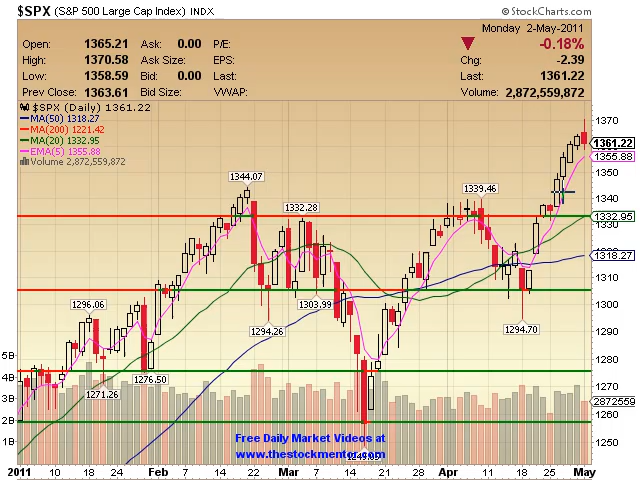 $SPX (S&P 500 Large Cap Index) INDX
© StockCharts.com
Monday 2-May-2011
Open: 1365.21 Ask: 0.00 P/E: -0.18%
High: 1370.58 Ask Size: EPS: Chg: -2.39
Low: 1358.59 Bid: 0.00 Last: Last: 1361.22
Prev Close: 1363.61 Bid Size: VWAP: Volume: 2,872,559,872
$SPX (Daily) 1361.22
MA(50) 1318.27
MA(200) 1221.42
MA(20) 1332.95
EMA(5) 1355.88
Volume 2,872,559,872
1370
1361.22
1355.88
1350
1344.07
1339.46
1340
1332.28
1332.95
1330
1318.27
1310
1296.06
1303.99
1300
1294.26
1294.70
1290
5B
1280
4B
1276.50
1270
3B
1271.26
2872559
1260
2B
1B
1250
Free Daily Market Videos at
www.thestockmentor.com
2011 10 18 24 Feb 7 14 22 Mar 7 14 21 28 Apr 11 18 25 May